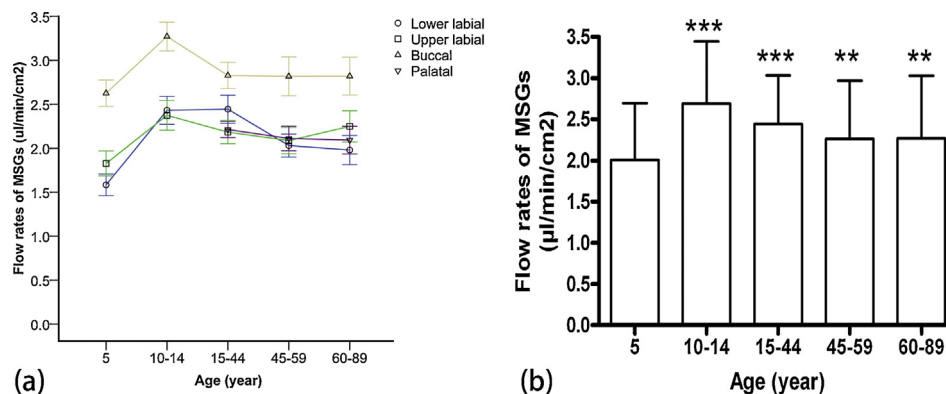 3.5
3.0
2.5
2.0
1.5
1.0
0.5
0.0
Flow rates of MSGs (ul/min/cm2)
5 10-14 15-44 45-59 60-89
Age (year)
Lower labial
Upper labial
Buccal
Palatal
(a)
3.5
3.0
2.5
2.0
1.5
1.0
0.5
0.0
Flow rates of MSGs
(µl/min/cm2)
*** *** ** **
5 10-14 15-44 45-59 60-89
Age (year)
(b)